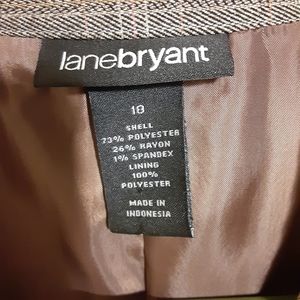 lanebryant
18
SHELL
73% POLYESTER
26% RAYON
1% SPANDEX
LINING
100%
POLYESTER
MADE IN
INDONESIA